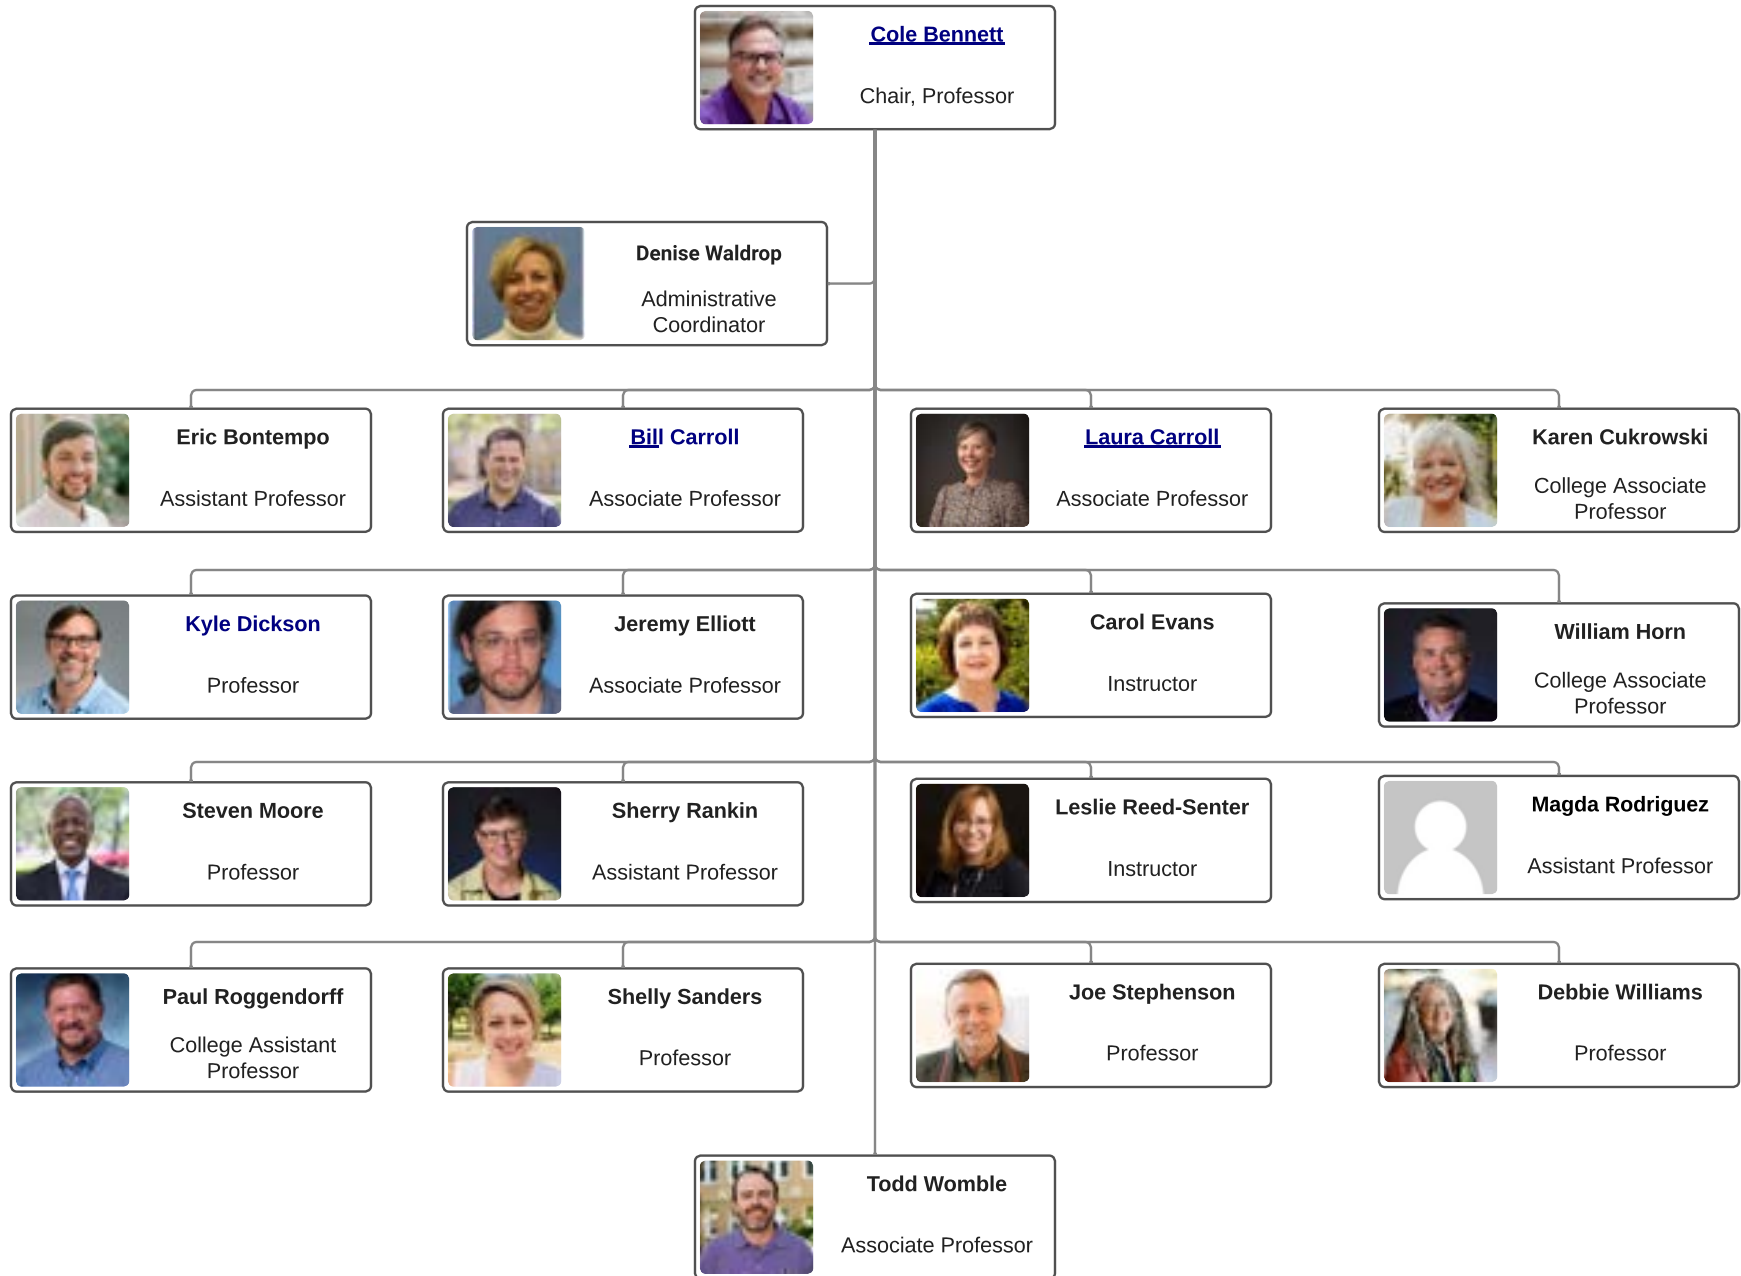 Cole Bennett
Chair, Professor
Denise Waldrop
Administrative
Coordinator
Eric Bontempo
Assistant Professor
Bill Carroll
Associate Professor
Laura Carroll
Associate Professor
Karen Cukrowski
College Associate
Professor
Kyle Dickson
Professor
Jeremy Elliott
Associate Professor
Carol Evans
Instructor
William Horn
College Associate
Professor
Steven Moore
Professor
Sherry Rankin
Assistant Professor
Leslie Reed-Senter
Instructor
Magda Rodriguez
Assistant Professor
Paul Roggendorff
College Assistant
Professor
Shelly Sanders
Professor
Joe Stephenson
Professor
Debbie Williams
Professor
Todd Womble
Associate Professor